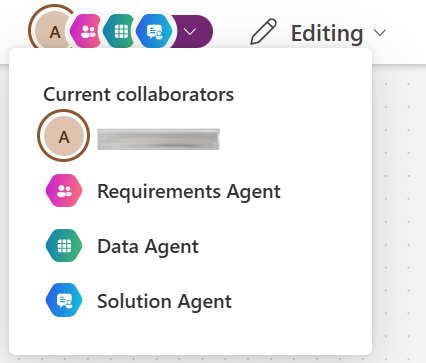 A
Editing
Current collaborators
A
Requirements Agent
Data Agent
Solution Agent